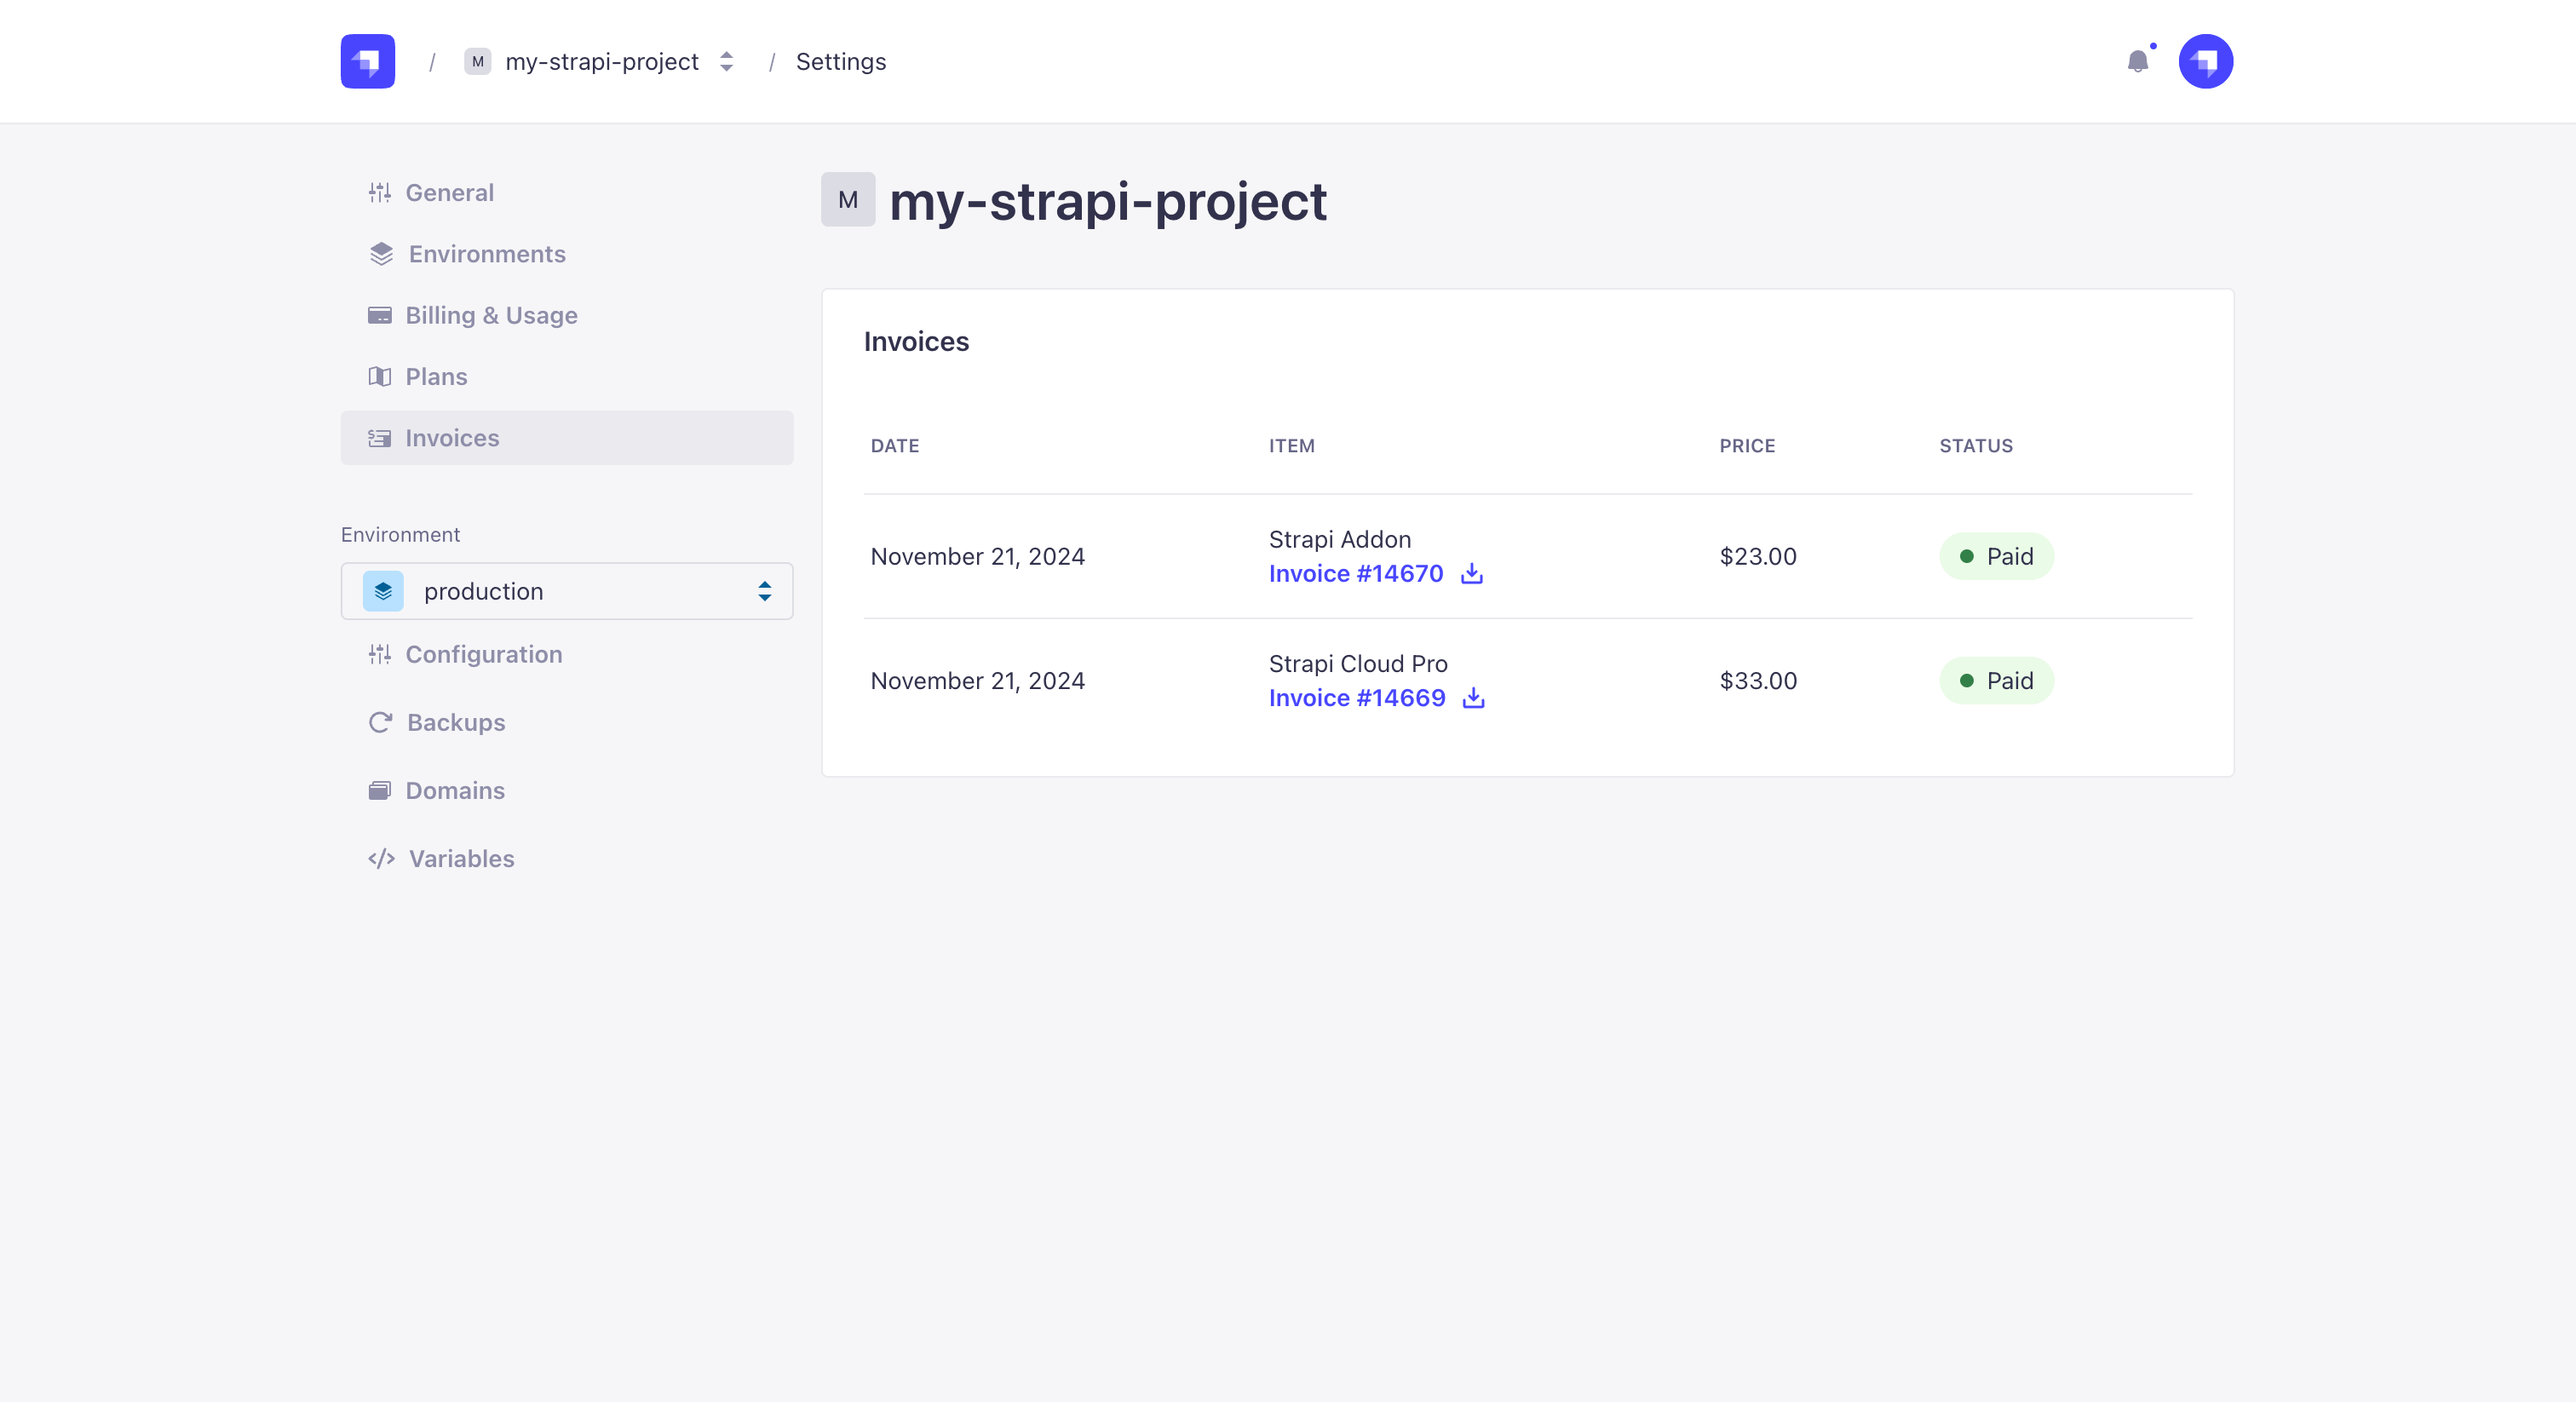 / M my-strapi-project / Settings
General
Environments
Billing & Usage
Plans
Invoices
Environment
production
Configuration
Backups
Domains
Variables
M my-strapi-project
Invoices
DATE ITEM PRICE STATUS
November 21, 2024 Strapi Addon $23.00 Paid
Invoice #14670
November 21, 2024 Strapi Cloud Pro $33.00 Paid
Invoice #14669